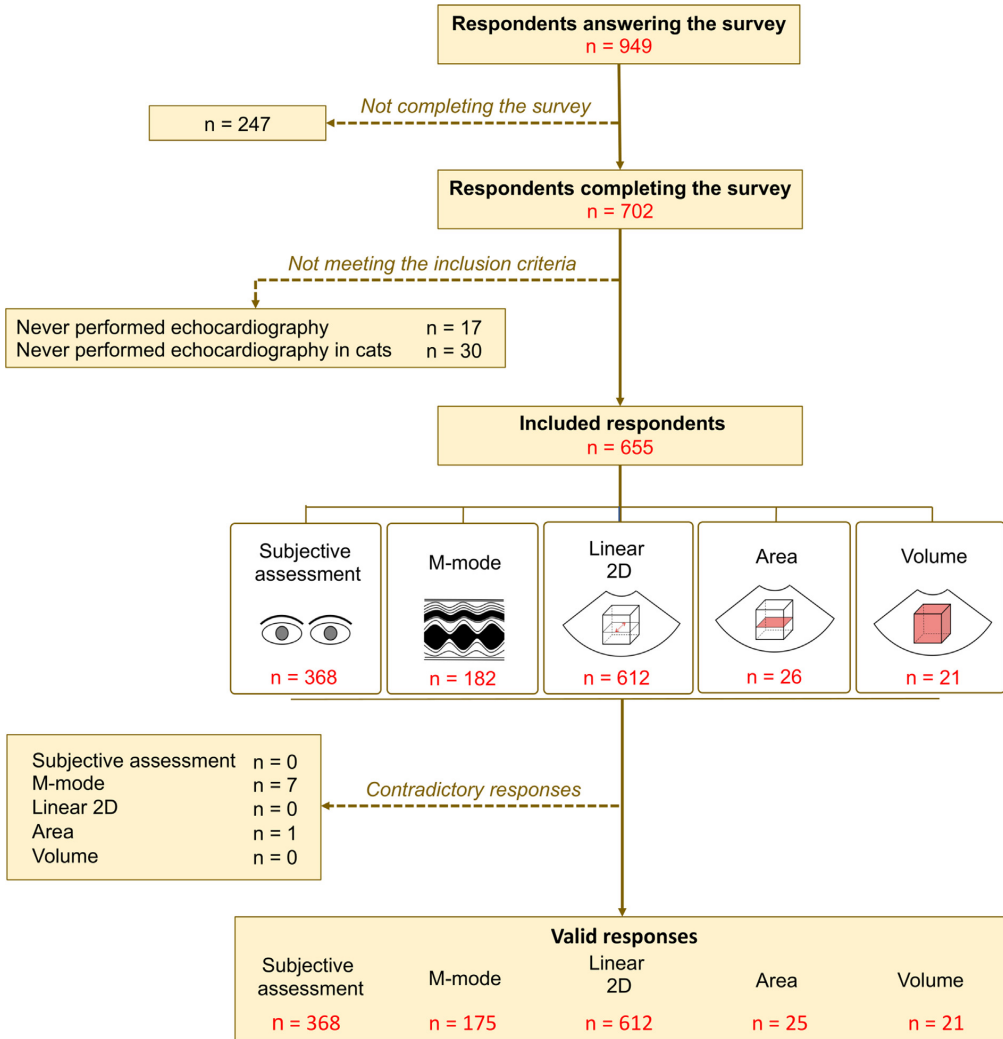 Respondents answering the survey
n = 949
Not completing the survey
n = 247
Respondents completing the survey
n = 702
Not meeting the inclusion criteria
Never performed echocardiography n = 17
Never performed echocardiography in cats n = 30
Included respondents
n = 655
Subjective
assessment
n = 368
M-mode
n = 182
Linear
2D
n = 612
Area
n = 26
Volume
n = 21
Contradictory responses
Subjective assessment n = 0
M-mode n = 7
Linear 2D n = 0
Area n = 1
Volume n = 0
Valid responses
Subjective
assessment
n = 368
M-mode
n = 175
Linear
2D
n = 612
Area
n = 25
Volume
n = 21